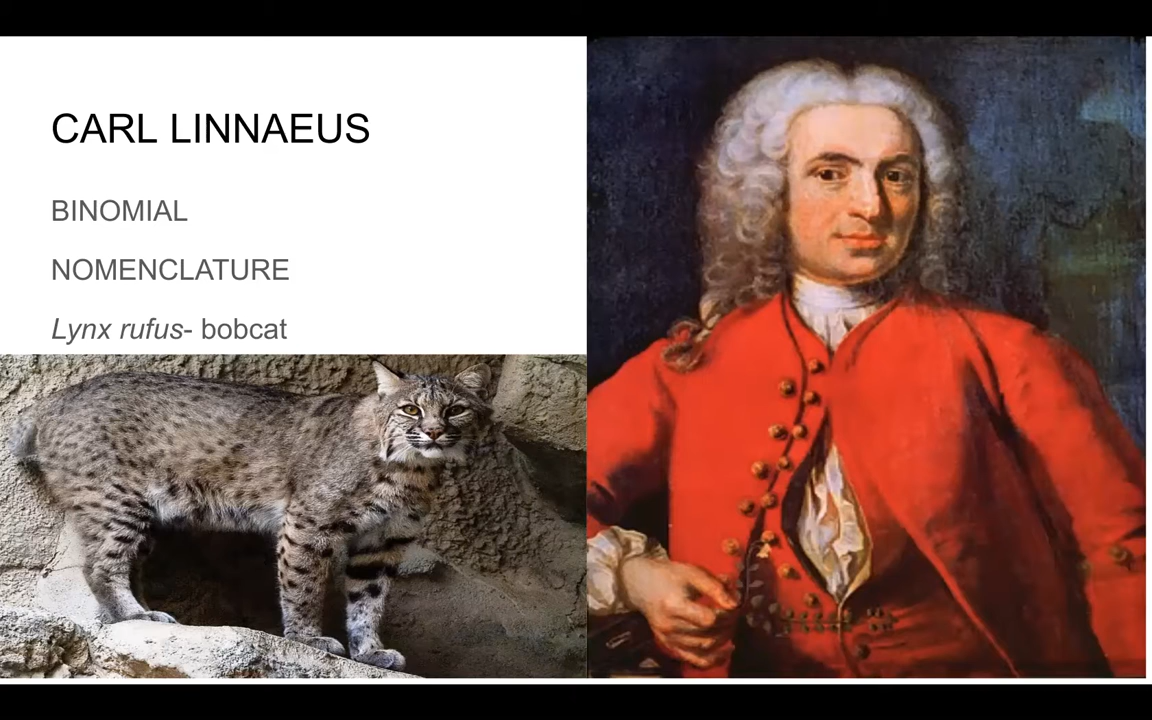 CARL LINNAEUS
BINOMIAL
NOMENCLATURE
Lynx rufus- bobcat